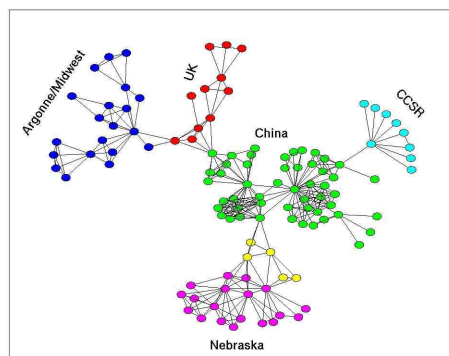 Argonne/Midwest
UK
CCSR
China
Nebraska